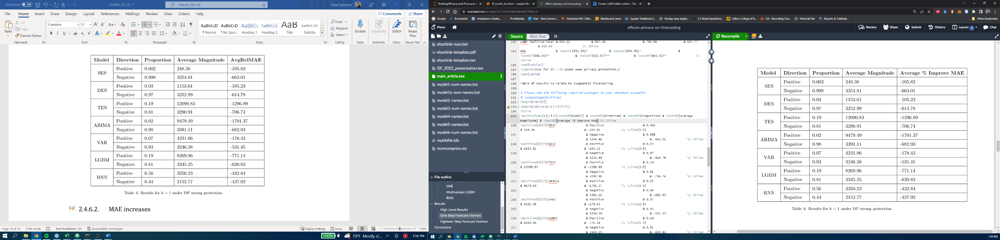 AutoSave Off Outline_V3_CB Search (Alt+Q) Bale,Cameron
File Home Insert Draw Design Layout References Mailings Review View Zotero Help Comments Share
Paste Cut Copy Format Painter Clipboard
Cambria 12 Font Paragraph
AaBbCcD AaBbCcD AaBbC AaBbCcC AaB AaBbCcD
¶ Normal ¶ No Spac... Heading 1 Heading 2 Title Subtitle
Styles
Find Replace Select Editing
Dictate Voice
Sensitivity Sensitivity
Editor Editor
Reuse Files Reuse Files
Model Direction Proportion Average Magnitude AvgRelMAE
SES Positive 0.002 248.38 -105.82
Negative 0.998 3354.81 -663.01
DES Positive 0.03 1153.61 -105.23
Negative 0.97 3252.99 -614.78
TES Positive 0.19 12090.83 -1296.89
Negative 0.81 3290.91 -706.74
ARIMA Positive 0.02 9479.49 -1701.37
Negative 0.98 3391.11 -682.93
VAR Positive 0.07 4231.06 -178.43
Negative 0.93 3246.38 -531.45
LGBM Positive 0.19 8269.96 -771.14
Negative 0.81 3345.25 -620.83
RNN Positive 0.56 3350.23 -432.84
Negative 0.44 2152.77 -427.92
Table 4: Results for h = 1 under DP strong protection.
2.4.6.2. MAE increases
Page 10 of 18 3768 words Text Predictions: On Accessibility: Investigate Display Settings Focus 150%
100% 79°F Mostly cl... 1:56 PM
Desktop/Privacy-and-Forecasting JF_results_function - Jupyter Not effects-privacy-on-forecasting - Create LaTeX tables online – Tabl
overleaf.com/project/627b00428b4ddbeb97f9b676
Google Bookmarks rmarkdown-cheats... Throttlestop Mail - Bale,Camero... Advanced MD | Pati... Blackboard Learn Jupyter Notebook S... Numpy axes explai... 5 Critical Ingredient... LeBow College of B... Git - Recording Cha... Personal Site Reports & Publicati... Other bookmarks
Menu effects-privacy-on-forecasting Review Share Submit History Layout Chat
Source Rich Text Ω Recompile
elsarticle-num.bst
elsarticle-template.pdf
elsarticle-template.tex
ISF_2022_presentation.tex
main_article.tex
model1-num-names.bst
model1a-num-names.bst
model2-names.bst
model3-num-names.bst
model4-names.bst
model5-names.bst
model6-num-names.bst
mybibfile.bib
numcompress.sty
File outline
VAR
Multivariate LGBM
RNN
Results
High Level Results
One Step Forecast Horizon
Eighteen Step Forecast Horizon
Conclusion
182 LGBM (multivariate) & 650.22 & 697.26 & 760.94 & 637.77
& 651.43 \\ \hline
183 RNN & \textbf{631.95}* & \textbf{654.93}* &
\textbf{691.95}* & \textbf{633.67}** & \textbf{640.02}* \\
\hline
184 \end{tabular}
185 \caption{MAE for $h = 1$ under weak privacy protection.}
186 \end{table}
187
188 Table of results to relate to judgmental forecasting.
189
190 % Please add the following required packages to your document preamble:
191 % \usepackage{multirow}
192 \begin{table}[]
193 \begin{tabular}{|c|l|l|l|l|}
194 \hline
195 \multicolumn{1}{|l|}{\textbf{Model}} & \textbf{Direction} & \textbf{Proportion} & \textbf{Average
Magnitude} & \textbf{Average \% Improve MAE} \\ \hline
196 \multirow{2}{*}{SES} & Positive & 0.002
& 248.38 & -105.82 \\ \cline{2-5}
197 & Negative & 0.998
& 3354.81 & -663.01 \\ \hline
198 \multirow{2}{*}{DES} & Positive & 0.03
& 1153.61 & -105.23 \\ \cline{2-5}
199 & Negative & 0.97
& 3252.99 & -614.78 \\ \hline
200 \multirow{2}{*}{TES} & Positive & 0.19
& 12090.83 & -1296.89 \\ \cline{2-5}
201 & Negative & 0.81
& 3290.91 & -706.74 \\ \hline
202 \multirow{2}{*}{ARIMA} & Positive & 0.02
& 9479.49 & -1701.37 \\ \cline{2-5}
203 & Negative & 0.98
& 3391.11 & -682.93 \\ \hline
204 \multirow{2}{*}{VAR} & Positive & 0.07
& 4231.06 & -178.43 \\ \cline{2-5}
205 & Negative & 0.93
& 3246.38 & -531.45 \\ \hline
206 \multirow{2}{*}{LGBM} & Positive & 0.19
& 8269.96 & -771.14 \\ \cline{2-5}
207 & Negative & 0.81
& 3345.25 & -620.83 \\ \hline
Model Direction Proportion Average Magnitude Average % Improve MAE
SES Positive 0.002 248.38 -105.82
Negative 0.998 3354.81 -663.01
DES Positive 0.03 1153.61 -105.23
Negative 0.97 3252.99 -614.78
TES Positive 0.19 12090.83 -1296.89
Negative 0.81 3290.91 -706.74
ARIMA Positive 0.02 9479.49 -1701.37
Negative 0.98 3391.11 -682.93
VAR Positive 0.07 4231.06 -178.43
Negative 0.93 3246.38 -531.45
LGBM Positive 0.19 8269.96 -771.14
Negative 0.81 3345.25 -620.83
RNN Positive 0.56 3350.23 -432.84
Negative 0.44 2152.77 -427.92
Table 4: Results for h = 1 under DP strong protection.
1:56 PM